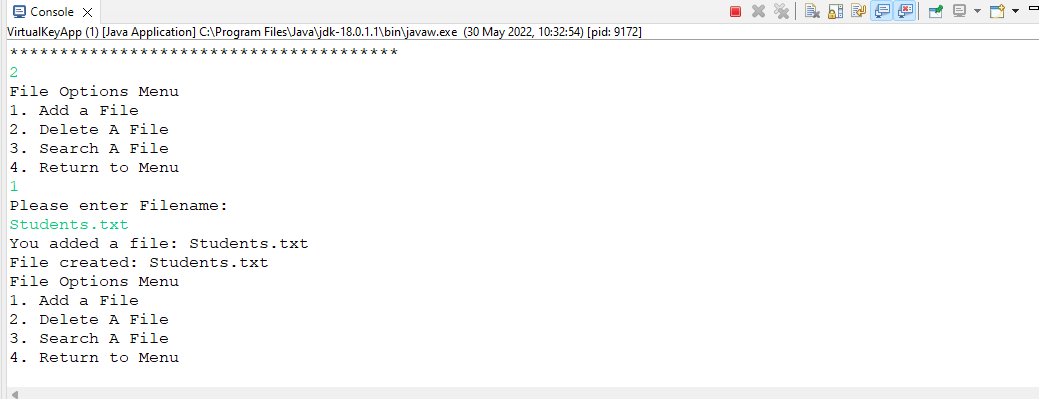 Console
VirtualKeyApp (1) [Java Application] C:\Program Files\Java\jdk-18.0.1.1\bin\javaw.exe (30 May 2022, 10:32:54) [pid: 9172]
***************************************
2
File Options Menu
1. Add a File
2. Delete A File
3. Search A File
4. Return to Menu
1
Please enter Filename:
Students.txt
You added a file: Students.txt
File created: Students.txt
File Options Menu
1. Add a File
2. Delete A File
3. Search A File
4. Return to Menu